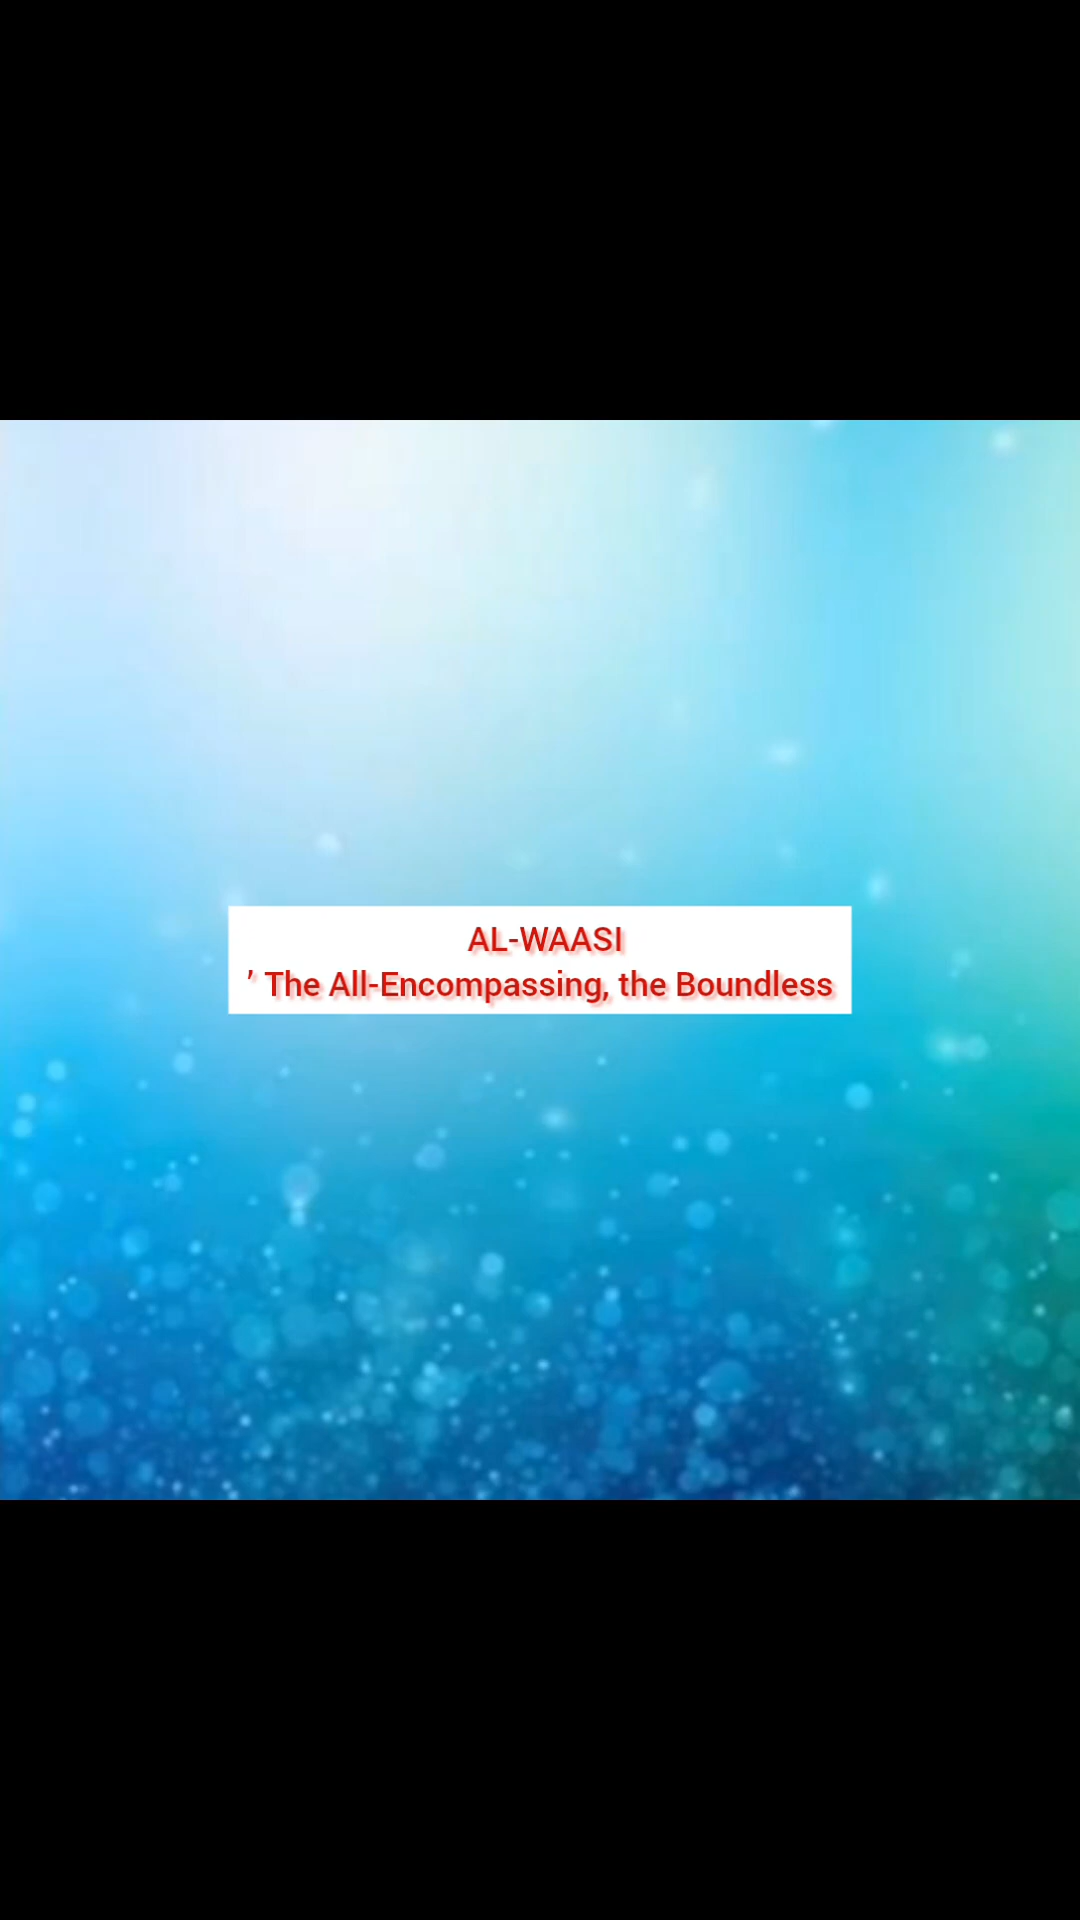 AL-WAASI
’ The All-Encompassing, the Boundless